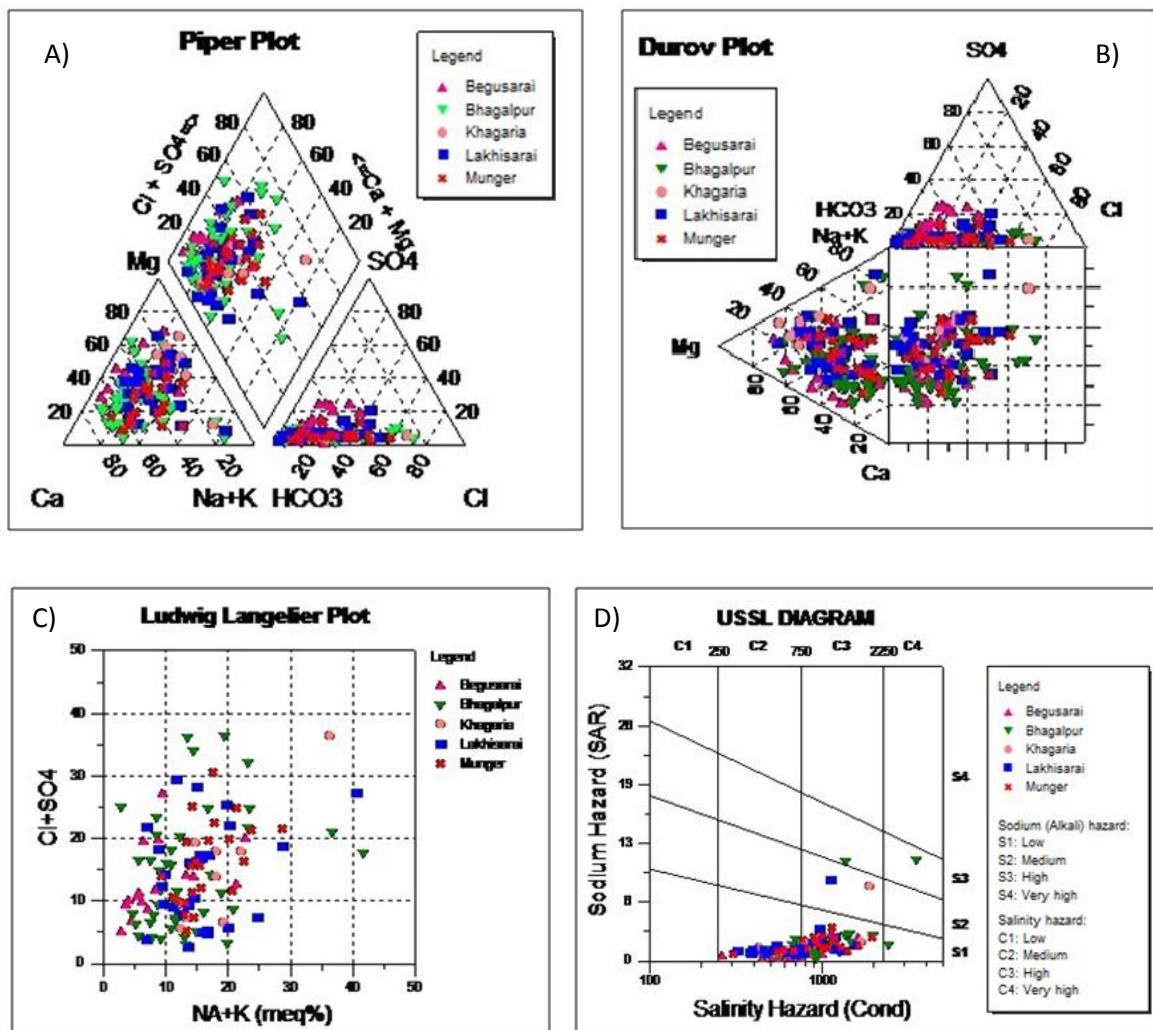 A)
Piper Plot
Legend
Begusarai
Bhagalpur
Khagaria
Lakhisarai
Munger
80 80
60 60
40 40
20 20
Cl + SO4 =>
<=Ca + Mg
Mg SO4
80 80
60 60
40 40
20 20
80 60 40 20
20 40 60 80
Ca Na+K HCO3 Cl
B)
Durov Plot
SO4
Legend
Begusarai
Bhagalpur
Khagaria
Lakhisarai
Munger
80 20
60 40
40 60
20 80
HCO3 Cl
Na+K
80
60
40
20
Mg
80
60
40
20
Ca
C)
Ludwig Langelier Plot
Legend
Begusarai
Bhagalpur
Khagaria
Lakhisarai
Munger
50
40
30
20
10
0
Cl+SO4
0 10 20 30 40 50
NA+K (meq%)
D)
USSL DIAGRAM
C1 250 C2 750 C3 2250 C4
32
26
19
13
6
0
Sodium Hazard (SAR)
S4
S3
S2
S1
100 1000
Salinity Hazard (Cond)
Legend
Begusarai
Bhagalpur
Khagaria
Lakhisarai
Munger
Sodium (Alkali) hazard:
S1: Low
S2: Medium
S3: High
S4: Very high
Salinity hazard:
C1: Low
C2: Medium
C3: High
C4: Very high